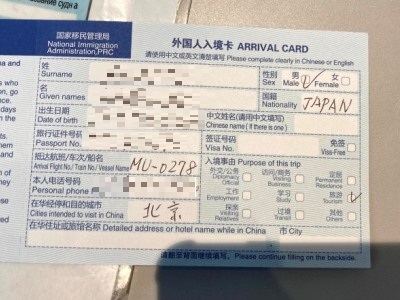 国家移民管理局
National Immigration
Administration,PRC
外国人入境卡 ARRIVAL CARD
请使用中文或英文清楚填写 Please complete clearly in Chinese or English
姓
Surname
性别 男 女
Sex Male Female
名
Given names
国籍
Nationality JAPAN
出生日期
Date of birth
中文姓名(请用中文填写)
Chinese name ( if there is one )
旅行证件号码
Passport No.
签证号码 免签
Visa No. Visa-Free
抵达航班/车次/船名
Arrival Flight No./Train No./Vessel Name MU-0278
入境事由 Purpose of this trip
外交/公务 访问/商务 定居
Diplomacy Official Visiting Business Permanent Residence
本人电话号码
Personal phone
工作 学习 旅游
Employment Study Tourism
探亲 过境 其他
Visiting Relatives Transit Others
在华经停和目的城市
Cities intended to visit in China 北京
在华住址或旅馆名称 Detailed address or hotel name while in China 市 City
请翻至背面继续填写. Please continue filling on the backside.